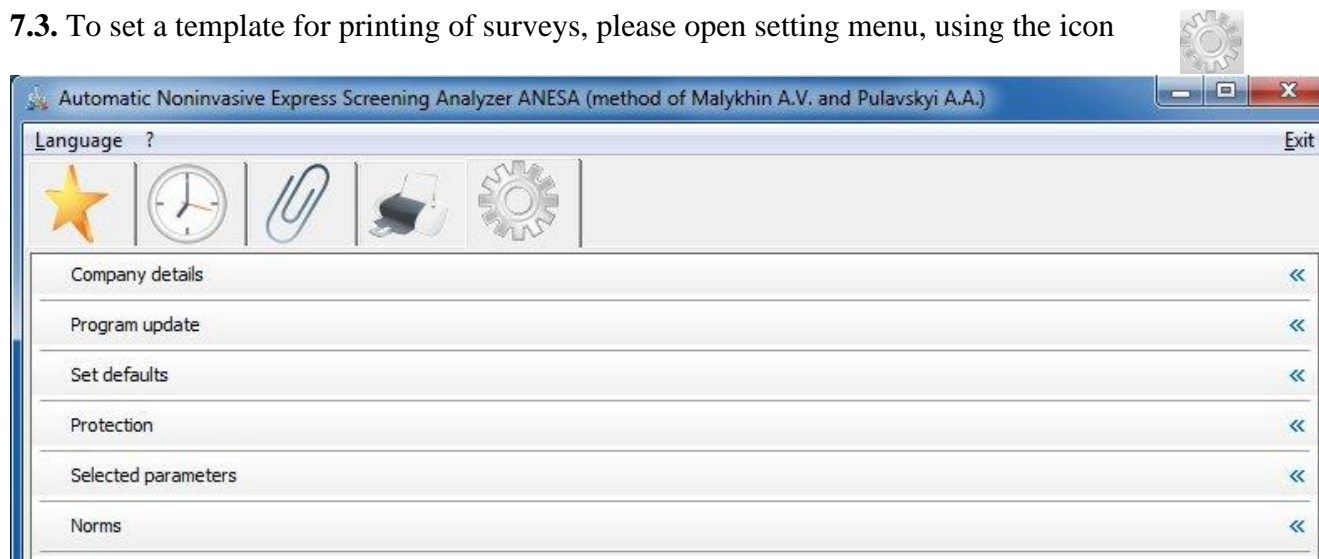 7.3. To set a template for printing of surveys, please open setting menu, using the icon
Automatic Noninvasive Express Screening Analyzer ANESA (method of Malykhin A.V. and Pulavskyi A.A.)
Language ? Exit
Company details
Program update
Set defaults
Protection
Selected parameters
Norms